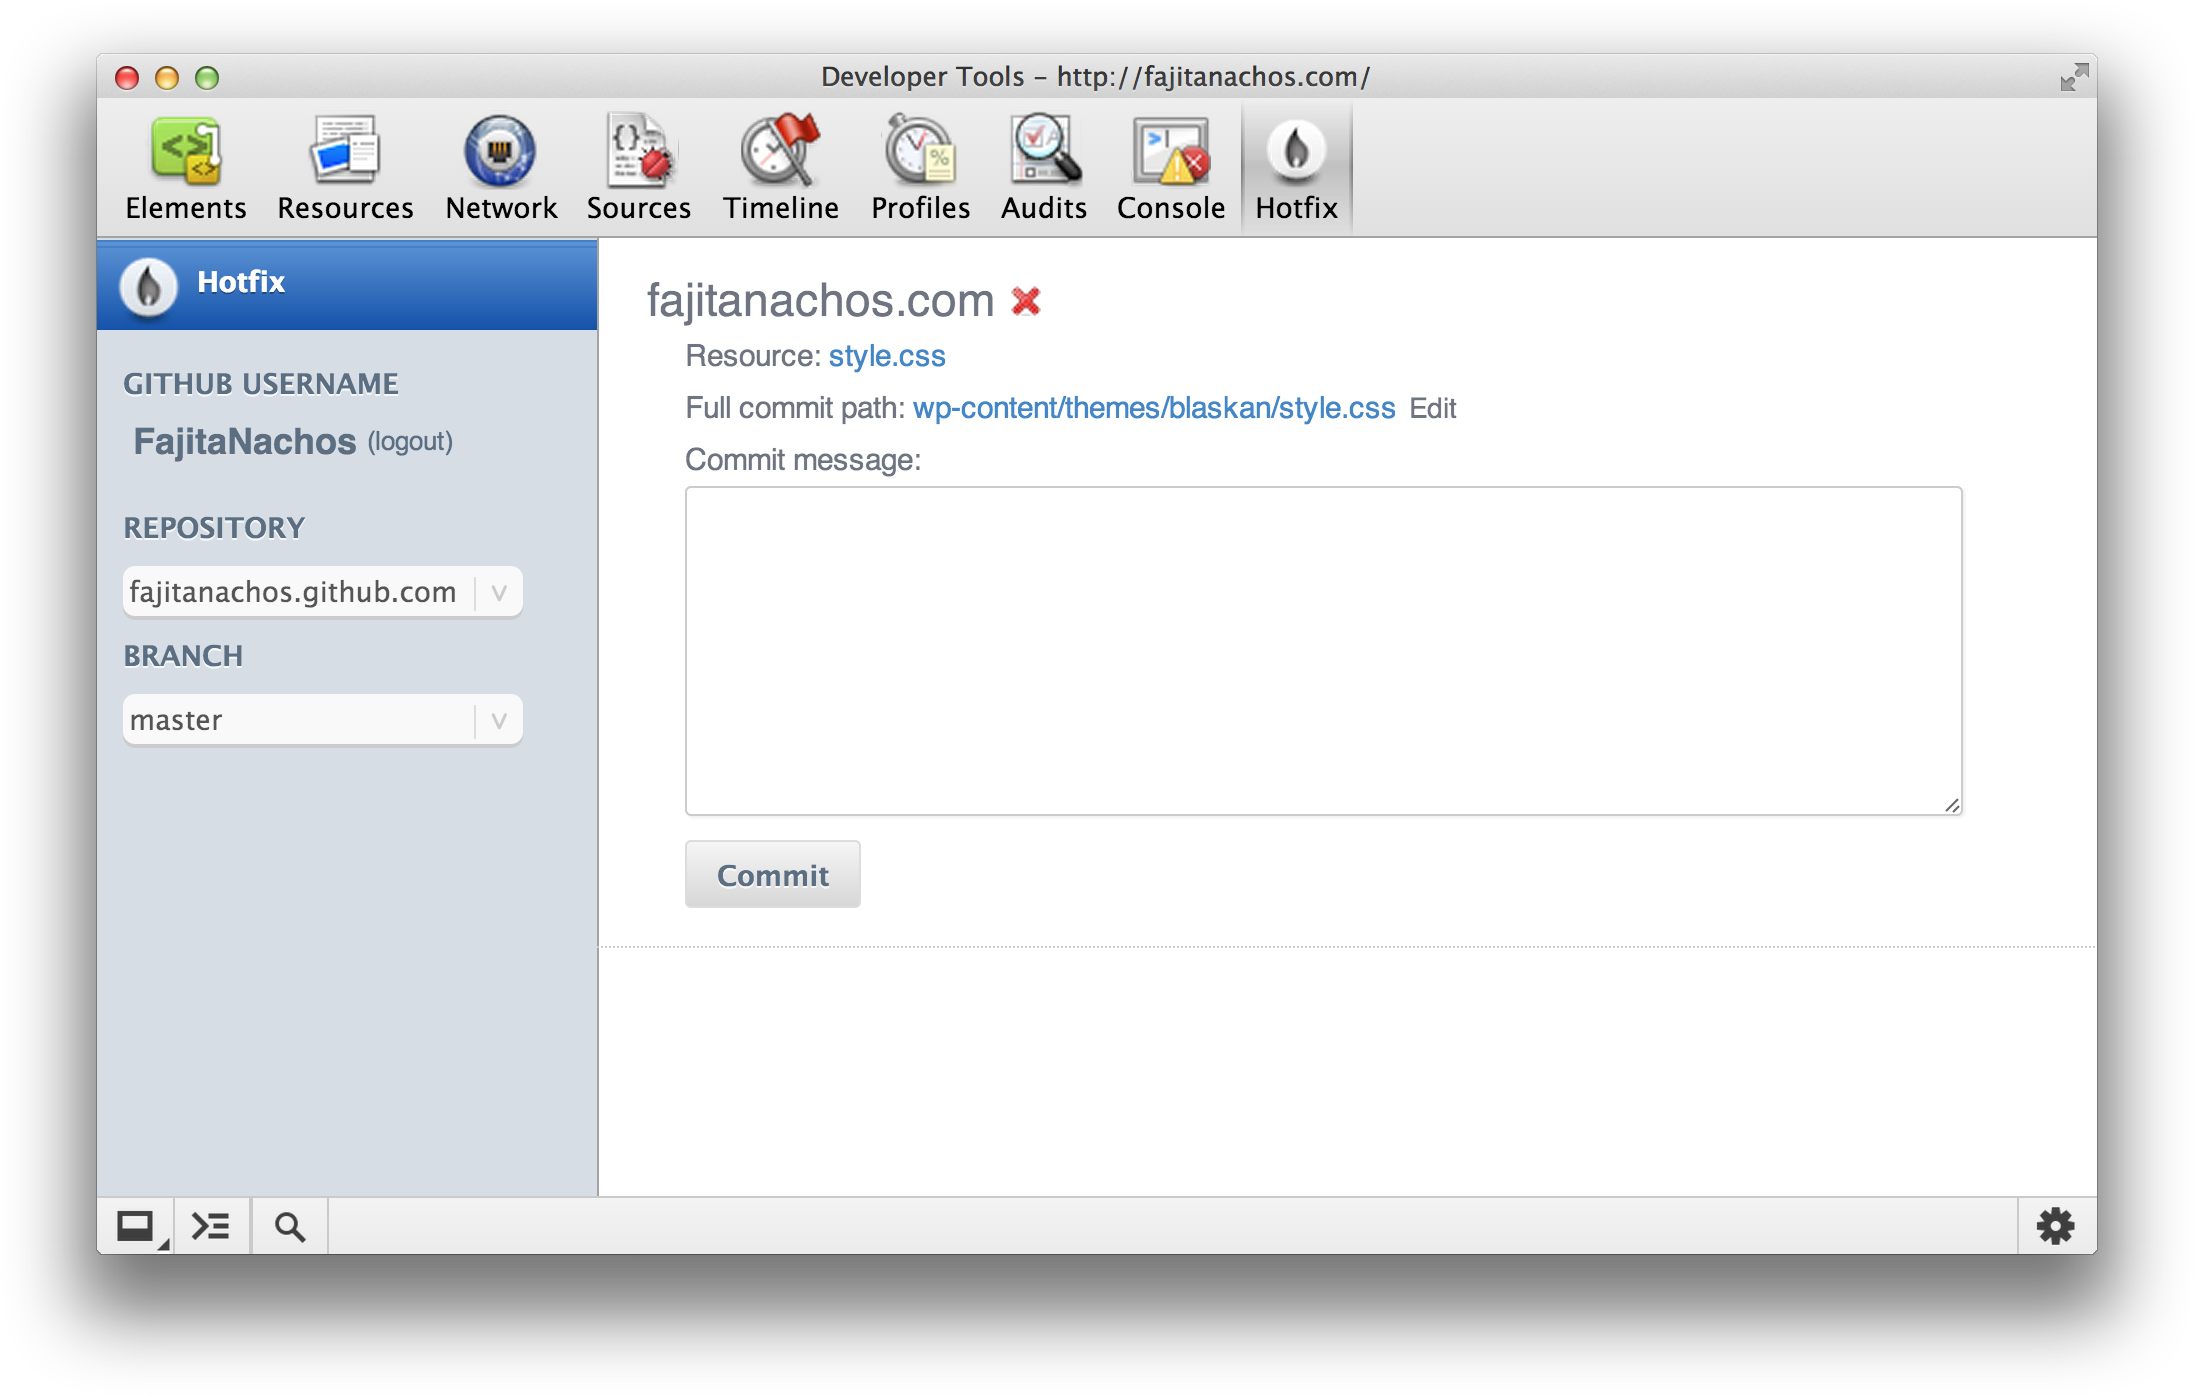 Developer Tools - http://fajitanachos.com/
Elements Resources Network Sources Timeline Profiles Audits Console Hotfix
Hotfix
GITHUB USERNAME
FajitaNachos (logout)
REPOSITORY
fajitanachos.github.com
BRANCH
master
fajitanachos.com
Resource: style.css
Full commit path: wp-content/themes/blaskan/style.css Edit
Commit message:
Commit